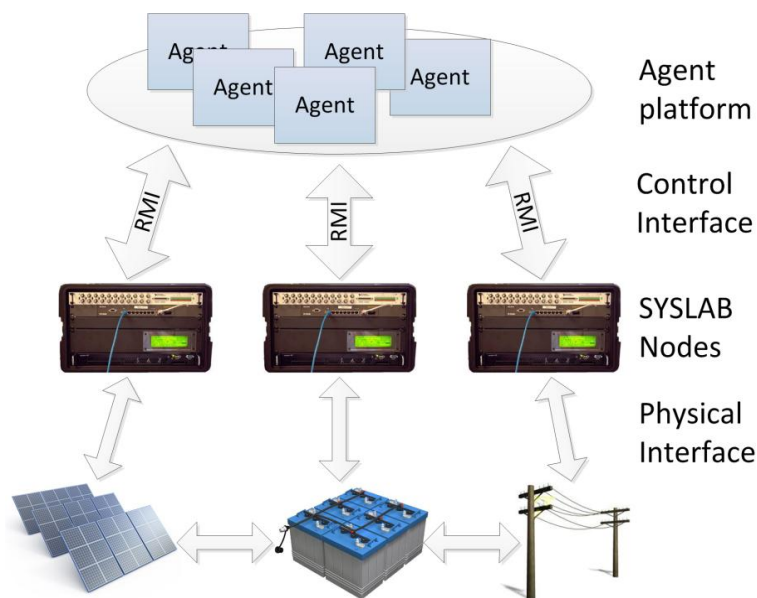 Agent
Agent
Agent
Agent
Agent
Agent
platform
RMI
RMI
RMI
Control
Interface
SYSLAB
Nodes
Physical
Interface